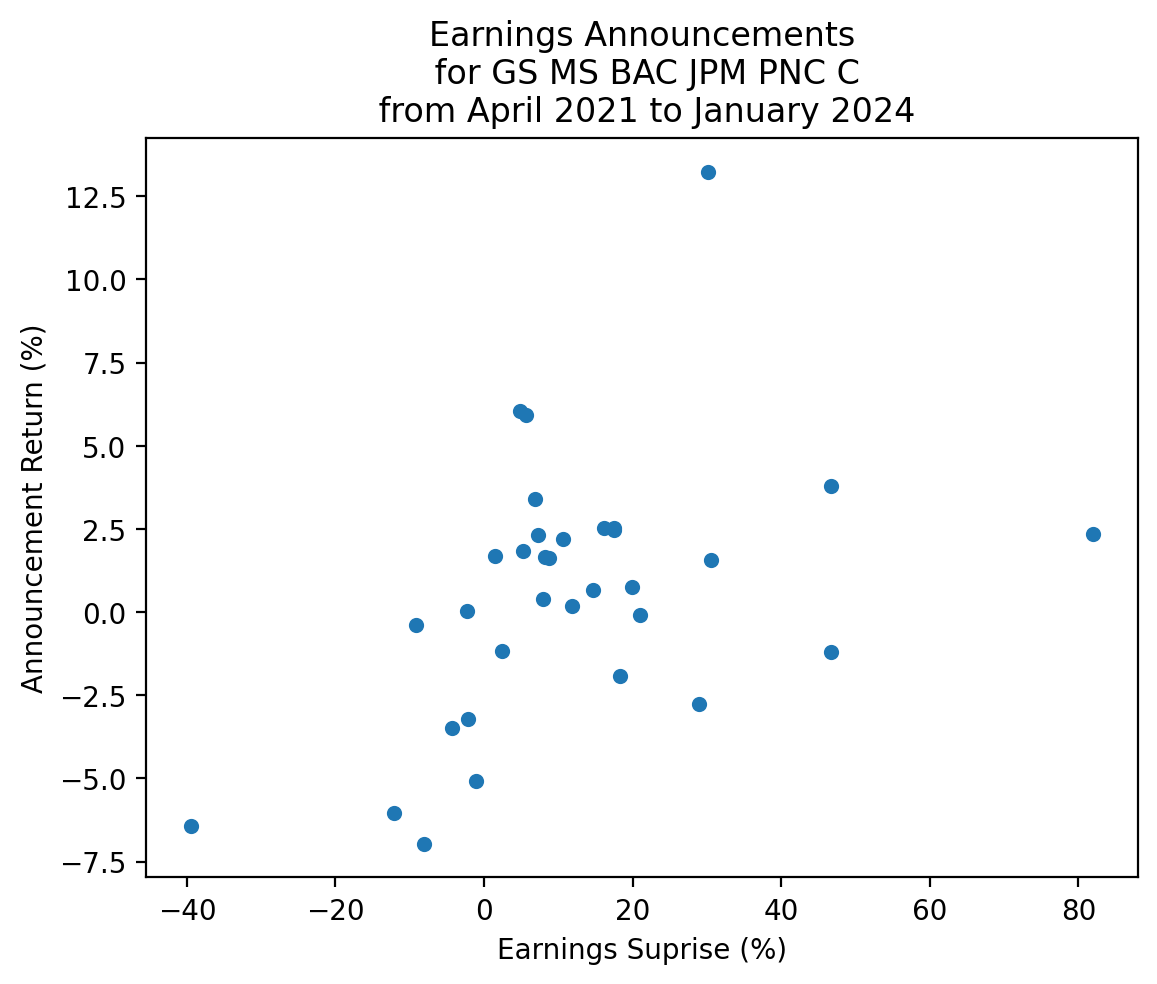 Earnings Announcements
for GS MS BAC JPM PNC C
from April 2021 to January 2024
Announcement Return (%)
12.5
10.0
7.5
5.0
2.5
0.0
−2.5
−5.0
−7.5
−40 −20 0 20 40 60 80
Earnings Suprise (%)